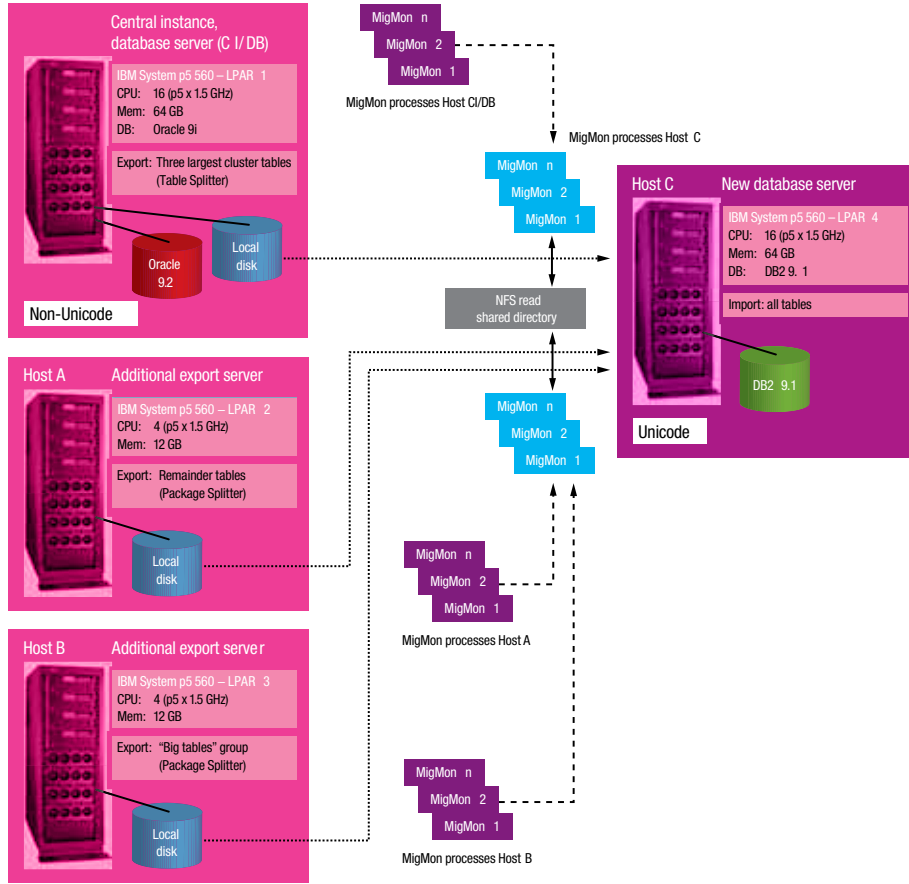 Central instance,
database server (C I/ DB)
IBM System p5 560 – LPAR 1
CPU: 16 (p5 x 1.5 GHz)
Mem: 64 GB
DB: Oracle 9i
Export: Three largest cluster tables
(Table Splitter)
Oracle
9.2
Local
disk
Non-Unicode
MigMon n
MigMon 2
MigMon 1
MigMon processes Host CI/DB
MigMon processes Host C
MigMon n
MigMon 2
MigMon 1
NFS read
shared directory
MigMon n
MigMon 2
MigMon 1
Host C New database server
IBM System p5 560 – LPAR 4
CPU: 16 (p5 x 1.5 GHz)
Mem: 64 GB
DB: DB2 9. 1
Import: all tables
DB2 9.1
Unicode
Host A Additional export server
IBM System p5 560 – LPAR 2
CPU: 4 (p5 x 1.5 GHz)
Mem: 12 GB
Export: Remainder tables
(Package Splitter)
Local
disk
MigMon n
MigMon 2
MigMon 1
MigMon processes Host A
Host B Additional export server
IBM System p5 560 – LPAR 3
CPU: 4 (p5 x 1.5 GHz)
Mem: 12 GB
Export: “Big tables” group
(Package Splitter)
Local
disk
MigMon n
MigMon 2
MigMon 1
MigMon processes Host B